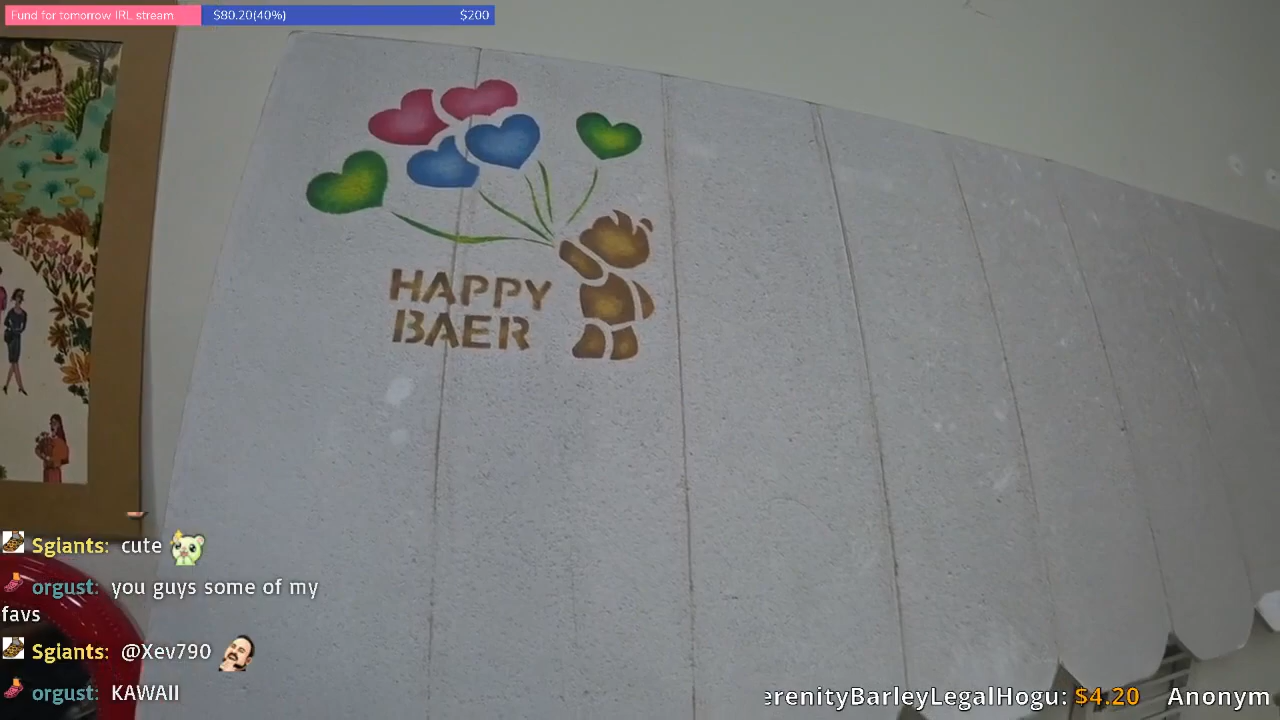 Fund for tomorrow IRL stream $80.20(40%) $200
HAPPY
BAER
Sgiants: cute
orgust: you guys some of my
favs
Sgiants: @Xev790
orgust: KAWAII
erenityBarleyLegalHogu: $4.20 Anonym